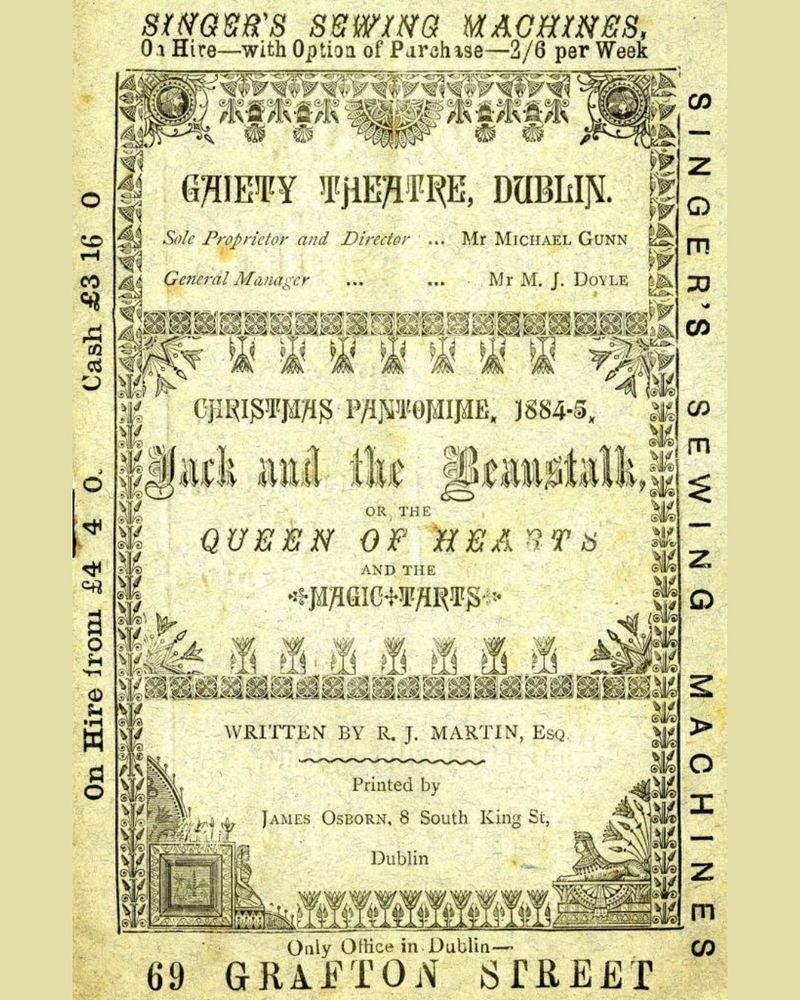 SINGER'S SEWING MACHINES,
On Hire—with Option of Purchase—2/6 per Week
GAIETY THEATRE, DUBLIN.
Sole Proprietor and Director ... Mr MICHAEL GUNN
General Manager ... ... Mr M. J. DOYLE
CHRISTMAS PANTOMIME, 1884-5,
Jack and the Beanstalk,
OR, THE
QUEEN OF HEARTS
AND THE
MAGIC TARTS
WRITTEN BY R. J. MARTIN, ESQ
Printed by
JAMES OSBORN, 8 South King St,
Dublin
On Hire from £4 4 0. Cash £3 16 0
SINGER'S SEWING MACHINES
Only Office in Dublin—
69 GRAFTON STREET